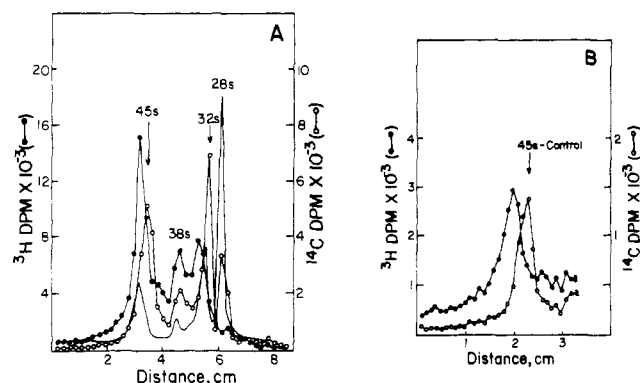 A
20
16
12
8
4
³H DPM X 10⁻³ (●—●)
10
8
6
4
2
¹⁴C DPM X 10⁻³ (○—○)
45s
38s
32s
28s
0
2
4
6
8
Distance, cm
B
4
3
2
1
³H DPM X 10⁻³ (●—●)
2
1
¹⁴C DPM X 10⁻³ (○—○)
45s-Control
1
2
3
Distance, cm